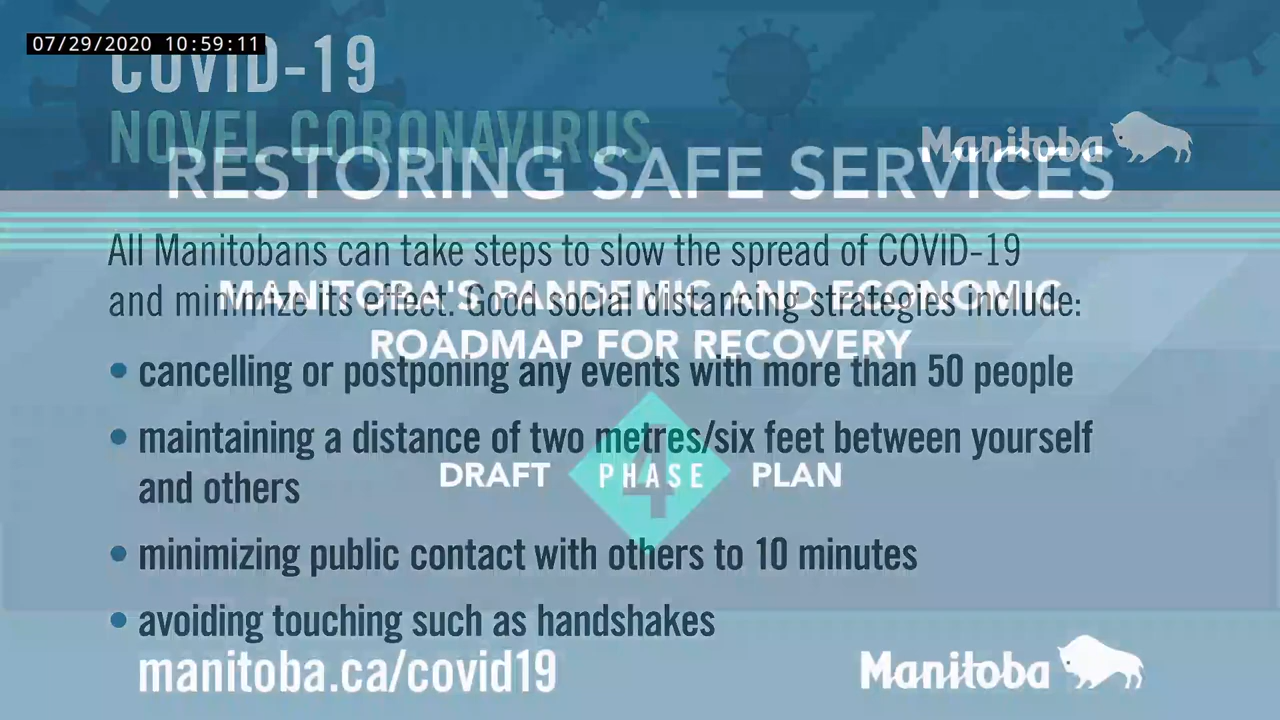 07/29/2020 10:59:11
COVID-19
NOVEL CORONAVIRUS
Manitoba
RESTORING SAFE SERVICES
All Manitobans can take steps to slow the spread of COVID-19
and minimize its effect. Good social distancing strategies include:
MANITOBA'S PANDEMIC AND ECONOMIC
ROADMAP FOR RECOVERY
• cancelling or postponing any events with more than 50 people
• maintaining a distance of two metres/six feet between yourself
and others
DRAFT PHASE 4 PLAN
• minimizing public contact with others to 10 minutes
• avoiding touching such as handshakes
manitoba.ca/covid19
Manitoba